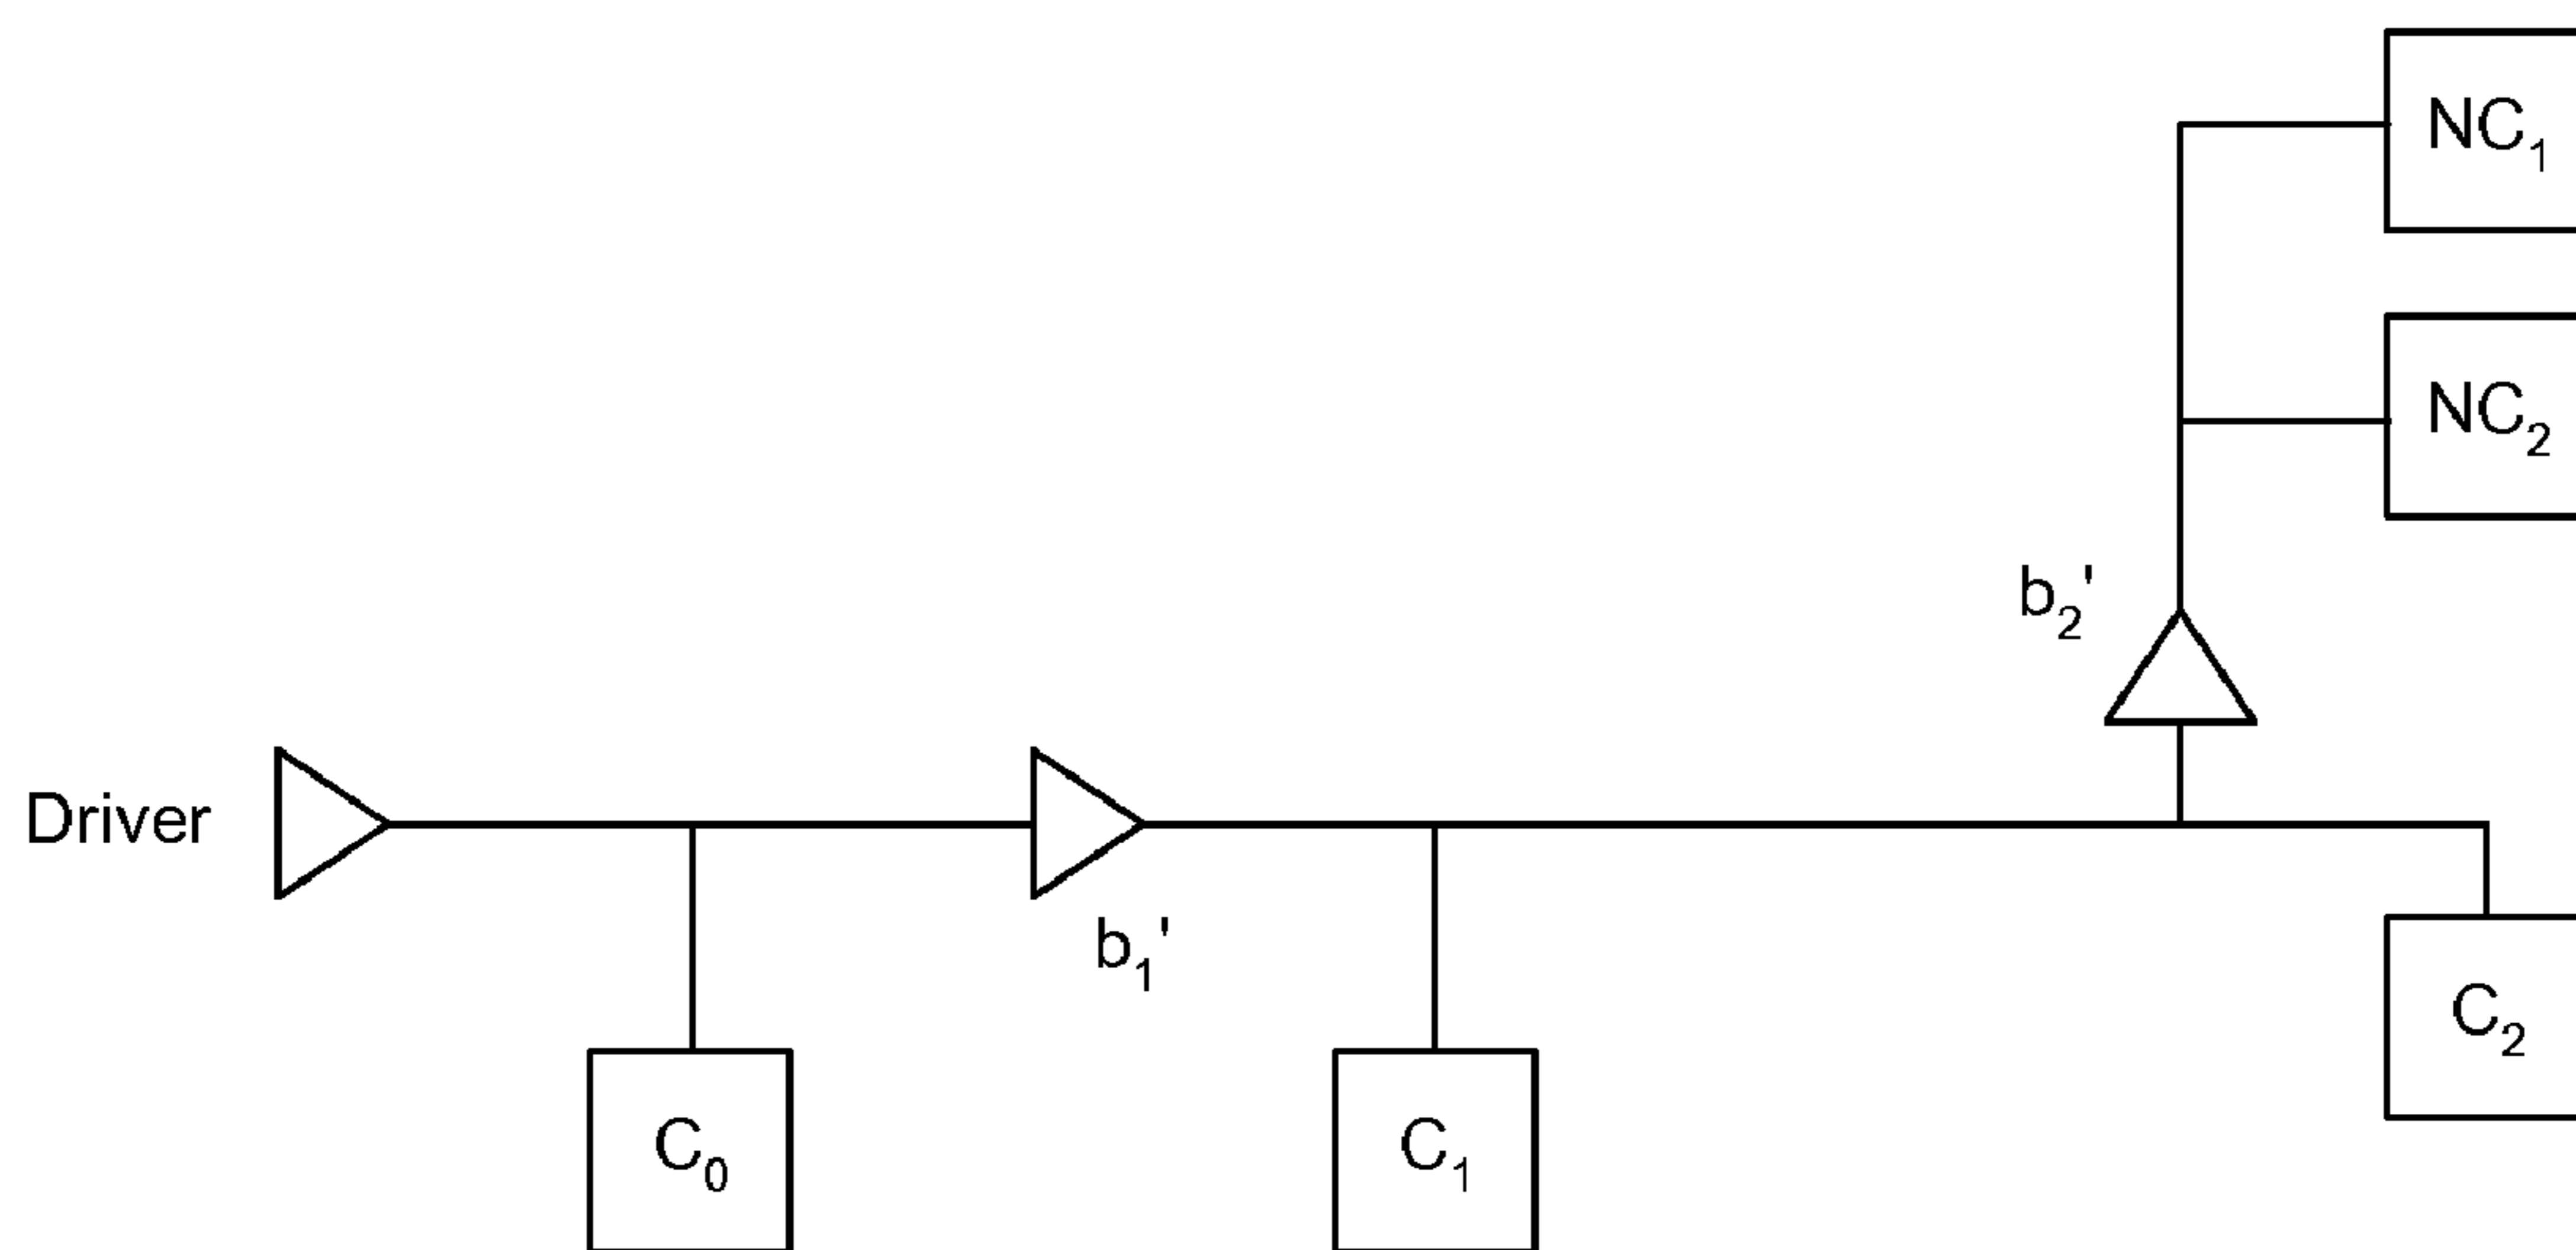 NC₁
NC₂
b₂'
Driver
b₁'
C₂
C₀
C₁